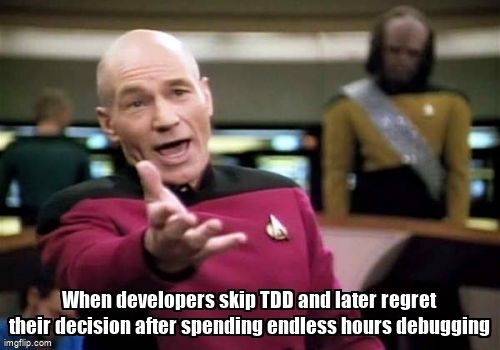 When developers skip TDD and later regret
their decision after spending endless hours debugging
imgflip.com